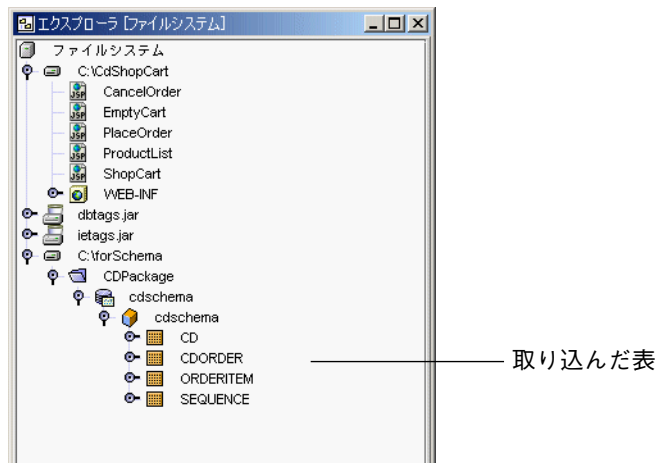 エクスプローラ [ファイルシステム]
ファイルシステム
C:\CdShopCart
CancelOrder
EmptyCart
PlaceOrder
ProductList
ShopCart
WEB-INF
dbtags.jar
ietags.jar
C:\forSchema
CDPackage
cdschema
cdschema
CD
CDORDER
取り込んだ表
ORDERITEM
SEQUENCE